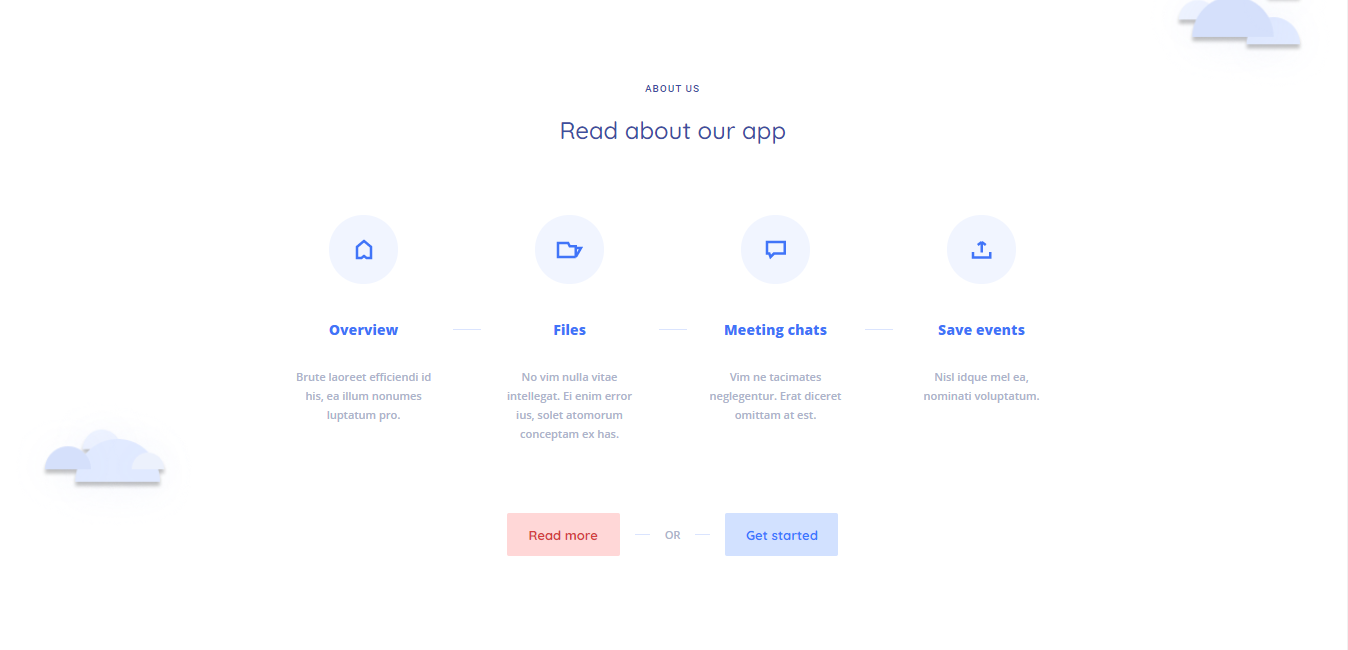 ABOUT US
Read about our app
Overview
Files
Meeting chats
Save events
Brute laoreet efficiendi id
his, ea illum nonumes
luptatum pro.
No vim nulla vitae
intellegat. Ei enim error
ius, solet atomorum
conceptam ex has.
Vim ne tacimates
neglegentur. Erat diceret
omittam at est.
Nisl idque mel ea,
nominati voluptatum.
Read more
OR
Get started